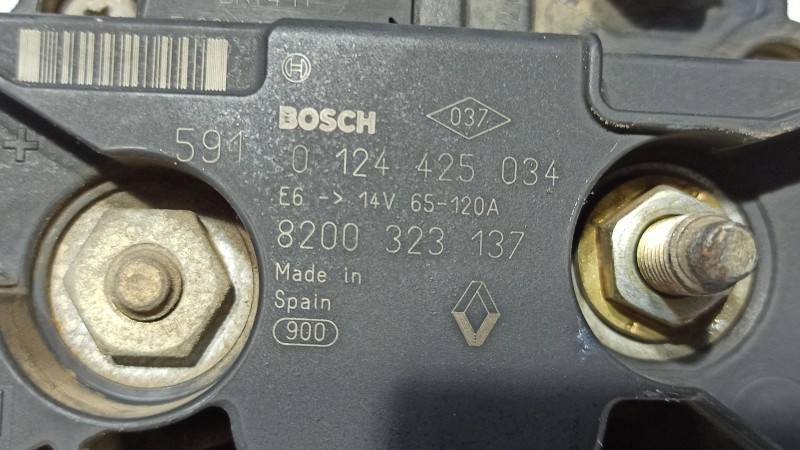 BOSCH
037
591 0 124 425 034
E6 -> 14V 65-120A
8200 323 137
Made in
Spain
900
+